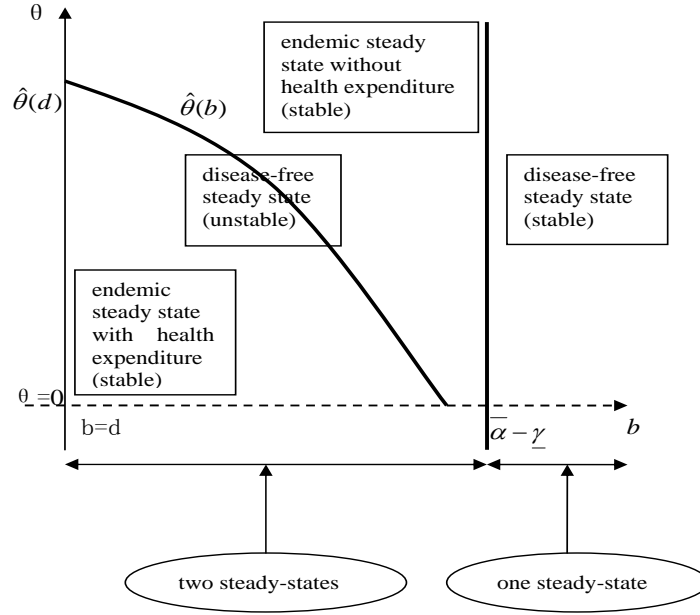 θ
endemic steady
state without
health expenditure
(stable)
θ̂(d)
θ̂(b)
disease-free
steady state
(unstable)
disease-free
steady state
(stable)
endemic
steady state
with health
expenditure
(stable)
θ=0
b=d
α̅ − γ̲
b
two steady-states
one steady-state